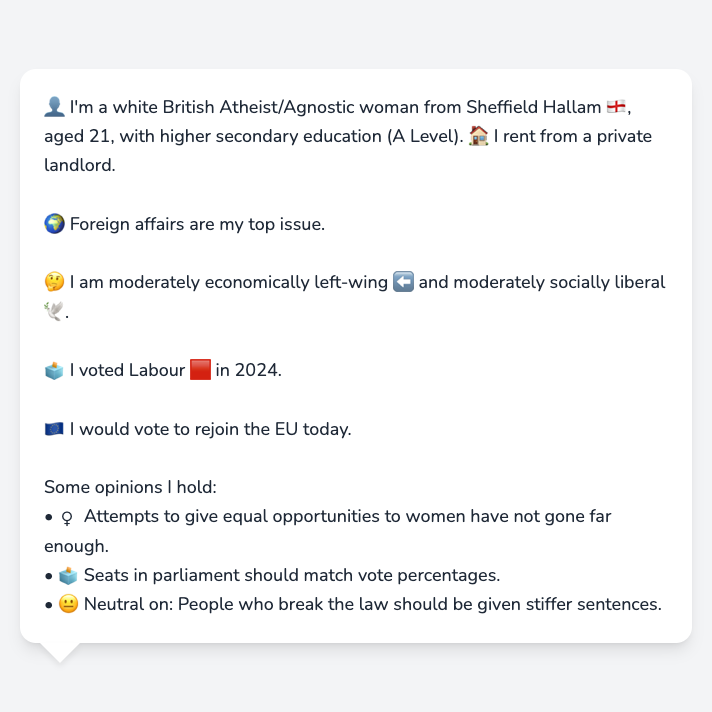 👤 I'm a white British Atheist/Agnostic woman from Sheffield Hallam 🏴󠁧󠁢󠁥󠁮󠁧󠁿,
aged 21, with higher secondary education (A Level). 🏠 I rent from a private
landlord.
🌍 Foreign affairs are my top issue.
🤔 I am moderately economically left-wing ⬅️ and moderately socially liberal
🕊️.
🗳️ I voted Labour 🟥 in 2024.
🇪🇺 I would vote to rejoin the EU today.
Some opinions I hold:
• ♀ Attempts to give equal opportunities to women have not gone far
enough.
• 🗳️ Seats in parliament should match vote percentages.
• 😐 Neutral on: People who break the law should be given stiffer sentences.